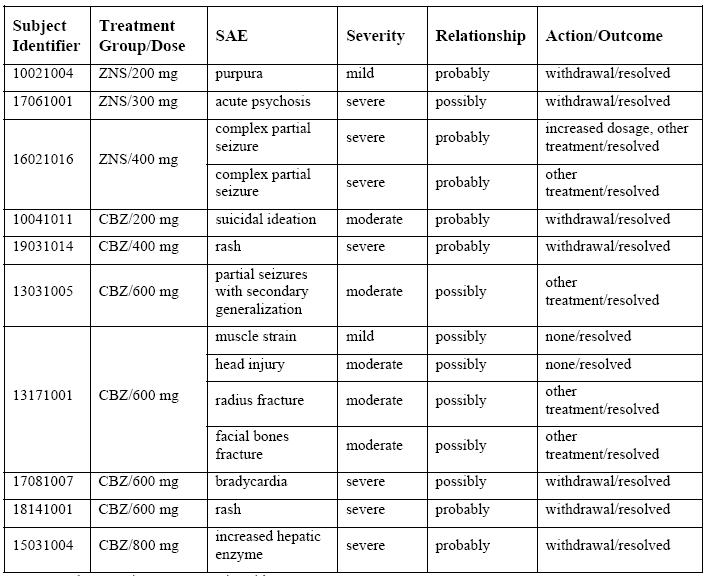 Subject Identifier Treatment Group/Dose SAE Severity Relationship Action/Outcome
10021004 ZNS/200 mg purpura mild probably withdrawal/resolved
17061001 ZNS/300 mg acute psychosis severe possibly withdrawal/resolved
16021016 ZNS/400 mg complex partial seizure severe probably increased dosage, other treatment/resolved
complex partial seizure severe probably other treatment/resolved
10041011 CBZ/200 mg suicidal ideation moderate probably withdrawal/resolved
19031014 CBZ/400 mg rash severe probably withdrawal/resolved
13031005 CBZ/600 mg partial seizures with secondary generalization moderate possibly other treatment/resolved
13171001 CBZ/600 mg muscle strain mild possibly none/resolved
head injury moderate possibly none/resolved
radius fracture moderate possibly other treatment/resolved
facial bones fracture moderate possibly other treatment/resolved
17081007 CBZ/600 mg bradycardia severe possibly withdrawal/resolved
18141001 CBZ/600 mg rash severe probably withdrawal/resolved
15031004 CBZ/800 mg increased hepatic enzyme severe probably withdrawal/resolved